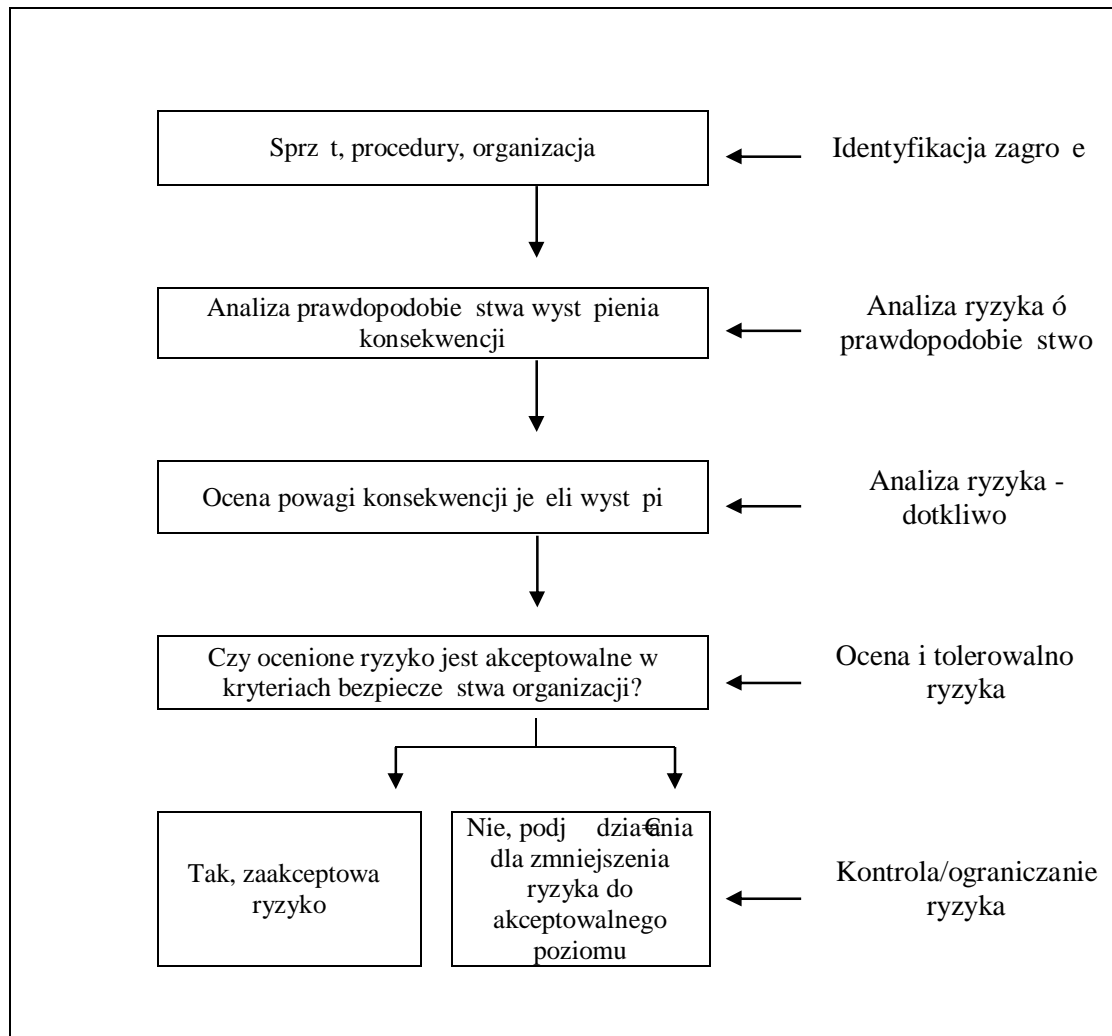 Sprz t, procedury, organizacja
Identyfikacja zagro e
Analiza prawdopodobie stwa wyst pienia
konsekwencji
Analiza ryzyka ó
prawdopodobie stwo
Ocena powagi konsekwencji je eli wyst pi
Analiza ryzyka -
dotkliwo
Czy ocenione ryzyko jest akceptowalne w
kryteriach bezpiecze stwa organizacji?
Ocena i tolerowalno
ryzyka
Tak, zaakceptowa
ryzyko
Nie, podj dzia€ania
dla zmniejszenia
ryzyka do
akceptowalnego
poziomu
Kontrola/ograniczanie
ryzyka